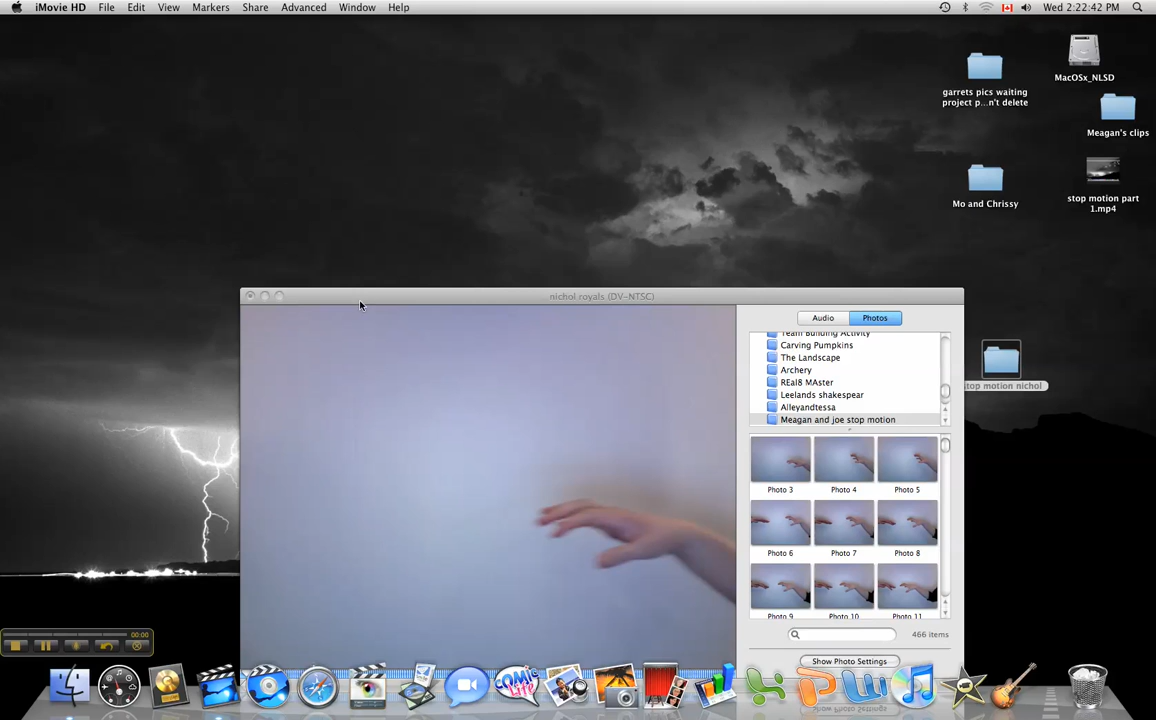 iMovie HD File Edit View Markers Share Advanced Window Help
Wed 2:22:42 PM
garrets pics waiting
project p...n't delete
MacOSx_NLSD
Meagan's clips
Mo and Chrissy
stop motion part
1.mp4
stop motion nichol
nichol royals (DV-NTSC)
Audio Photos
Team Building Activity
Carving Pumpkins
The Landscape
Archery
REal8 MAster
Leelands shakespear
Alleyandtessa
Meagan and joe stop motion
Photo 3 Photo 4 Photo 5
Photo 6 Photo 7 Photo 8
Photo 9 Photo 10 Photo 11
466 items
Show Photo Settings
00:00
COMIC LIFE